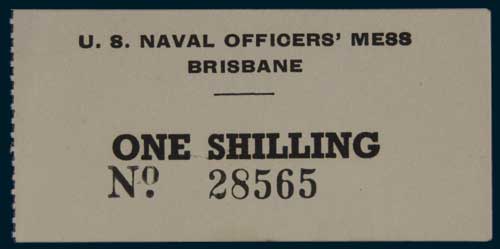 U. S. NAVAL OFFICERS' MESS
BRISBANE
ONE SHILLING
No. 28565